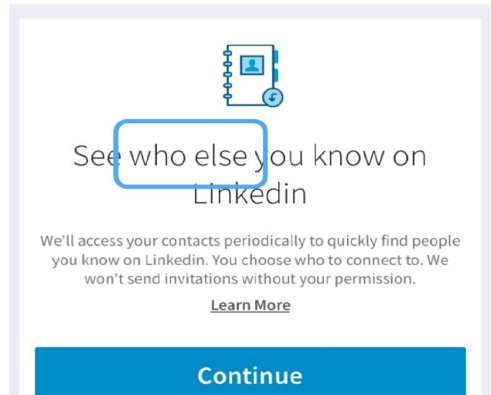 See who else you know on
Linkedin
We'll access your contacts periodically to quickly find people
you know on Linkedin. You choose who to connect to. We
won't send invitations without your permission.
Learn More
Continue